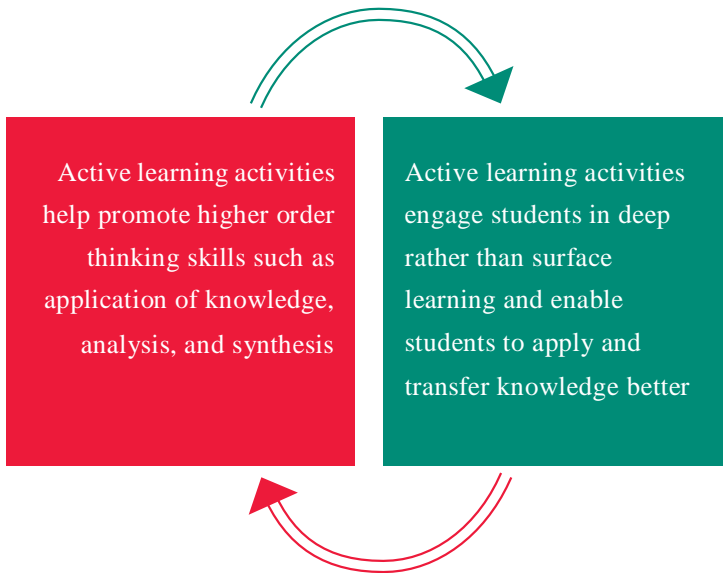 Active learning activities
help promote higher order
thinking skills such as
application of knowledge,
analysis, and synthesis
Active learning activities
engage students in deep
rather than surface
learning and enable
students to apply and
transfer knowledge better